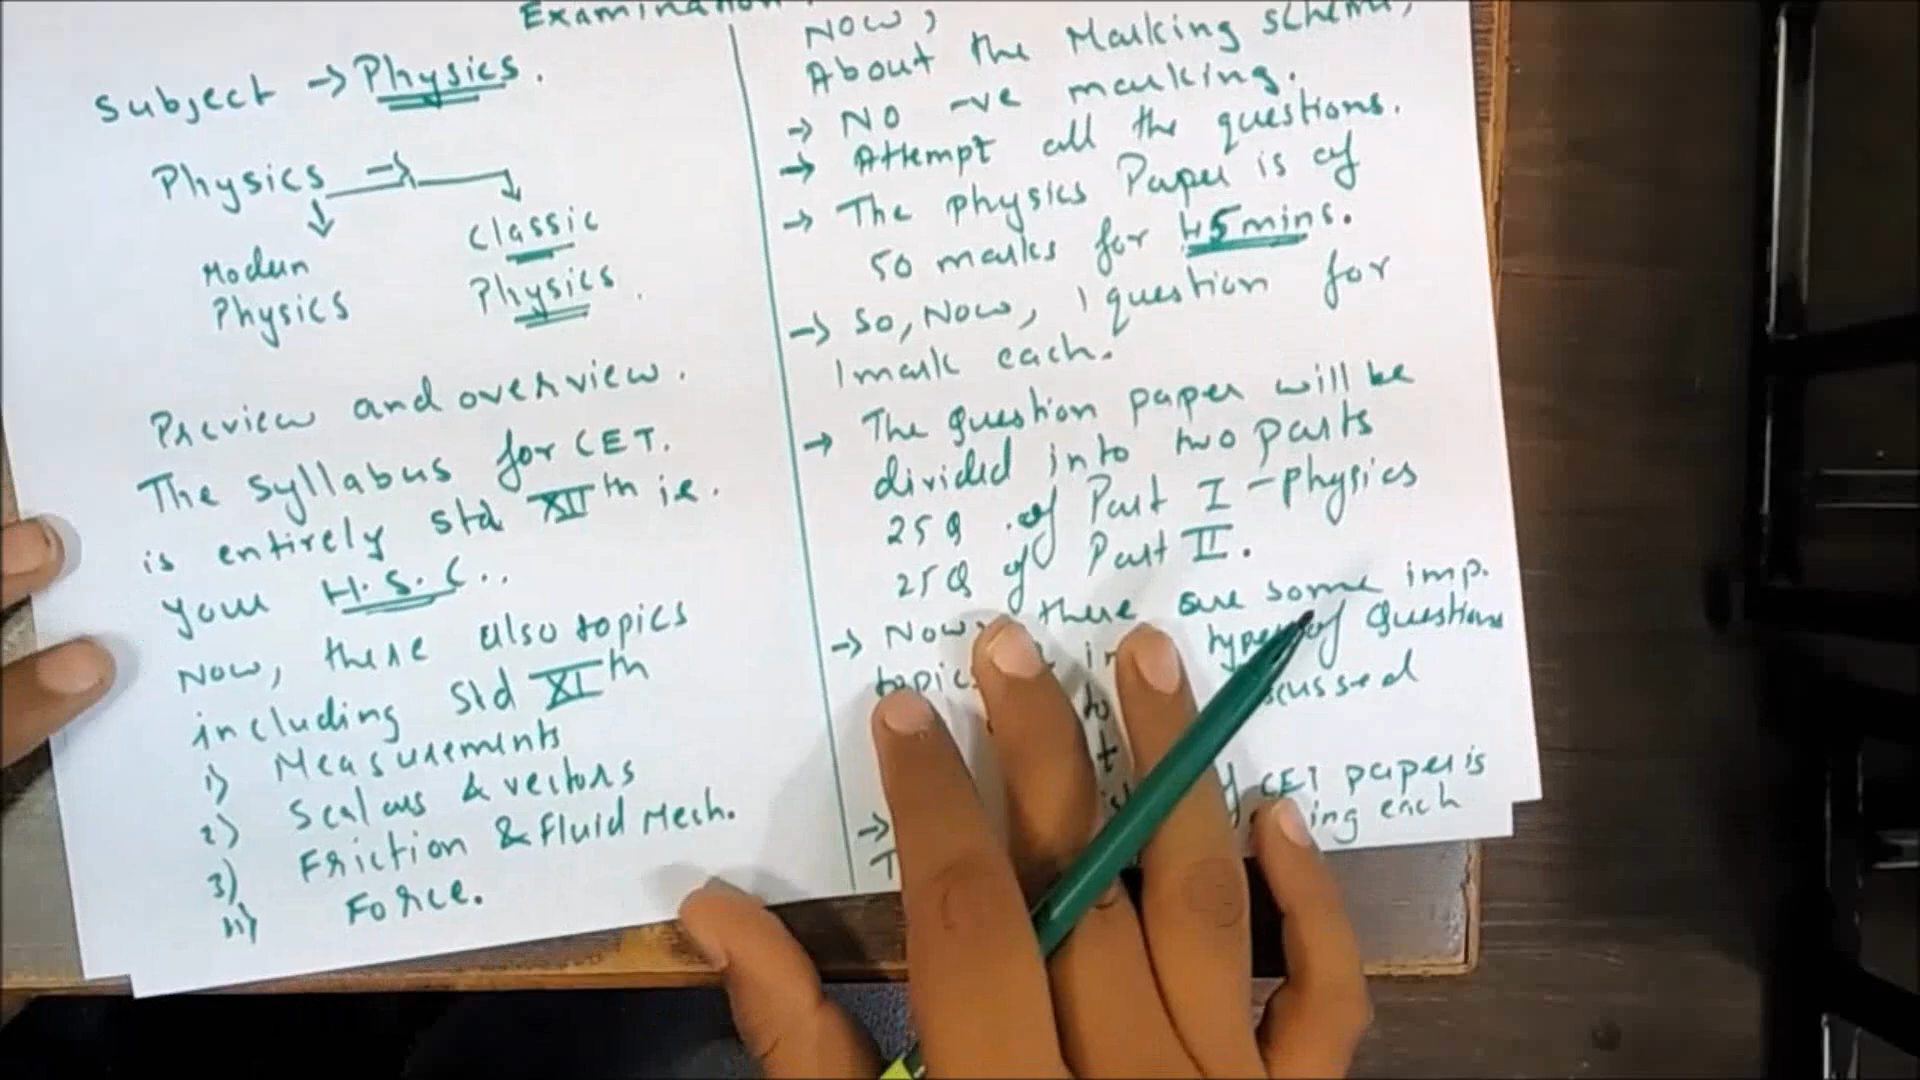 Examination
Subject → Physics.
Physics →
Modern
Physics
Classic
Physics.
Preview and overview.
The syllabus for CET.
is entirely std XIIth ie.
your H.S.C..
Now, there also topics
including Std XIth
1) Measurements
2) Scalars & vectors
3) Friction & Fluid Mech.
4) Force.
Now,
About the Marking scheme,
→ NO -ve marking.
→ Attempt all the questions.
→ The physics Paper is of
50 marks for 45 mins.
→ So, Now, 1 question for
1 mark each.
→ The question paper will be
divided into two parts
25 Q of Part I - physics
25 Q of Part II.
→ Now, there are some imp.
topics types of Questions
CET paper is
each